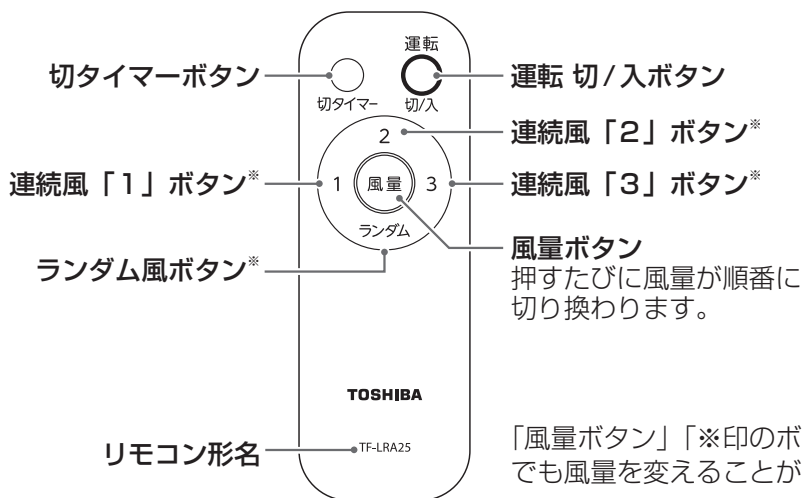 運転
切タイマーボタン
運転 切/入ボタン
切タイマー 切/入
連続風「2」ボタン※
2
連続風「1」ボタン※
1 風量 3
連続風「3」ボタン※
ランダム
ランダム風ボタン※
風量ボタン
押すたびに風量が順番に
切り換わります。
TOSHIBA
リモコン形名
TF-LRA25
「風量ボタン」「※印のボ
でも風量を変えることが